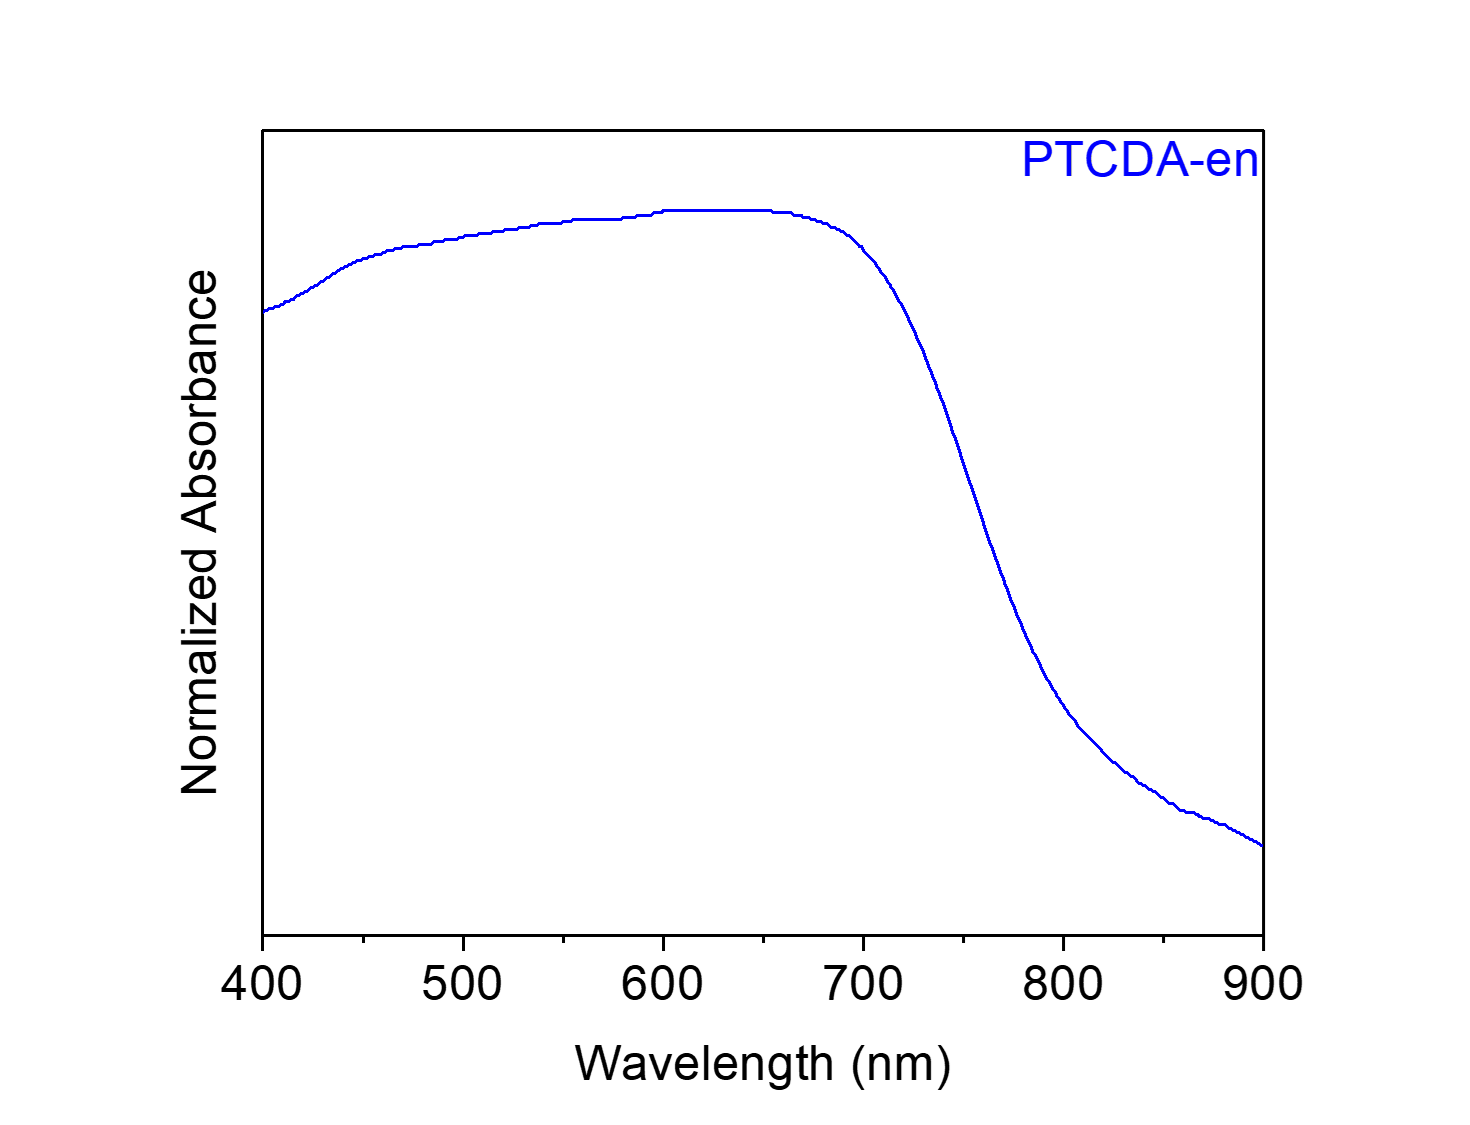 PTCDA-en
Normalized Absorbance
400 500 600 700 800 900
Wavelength (nm)